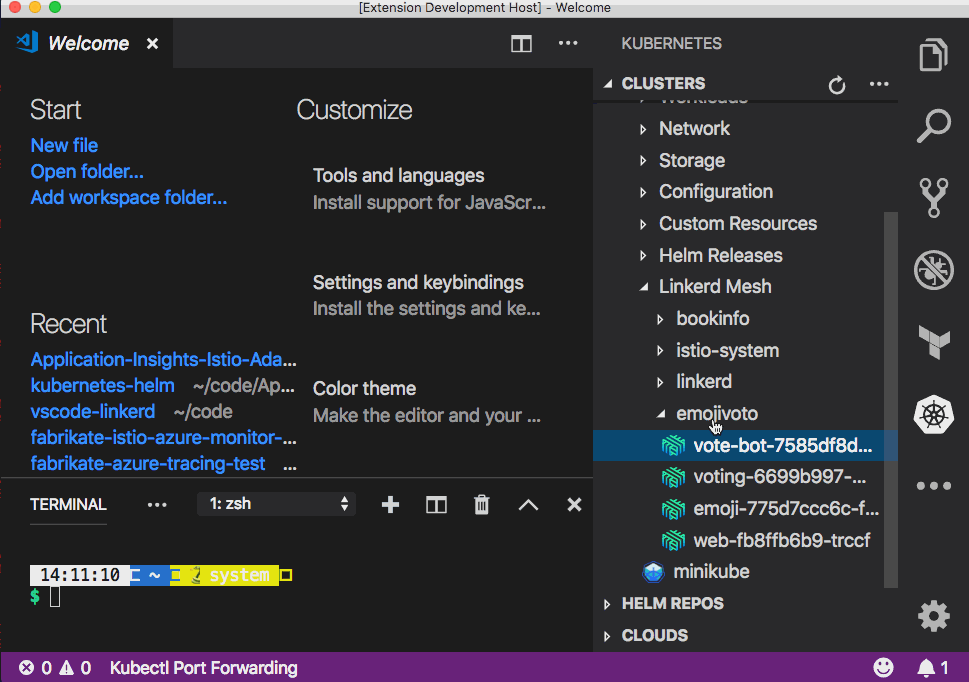 [Extension Development Host] - Welcome
Welcome
Start
New file
Open folder...
Add workspace folder...
Recent
Application-Insights-Istio-Ada...
kubernetes-helm ~/code/Ap...
vscode-linkerd ~/code
fabrikate-istio-azure-monitor-...
fabrikate-azure-tracing-test ...
Customize
Tools and languages
Install support for JavaScr...
Settings and keybindings
Install the settings and ke...
Color theme
Make the editor and your ...
TERMINAL
1: zsh
14:11:10 ~ system
$
KUBERNETES
CLUSTERS
Workloads
Network
Storage
Configuration
Custom Resources
Helm Releases
Linkerd Mesh
bookinfo
istio-system
linkerd
emojivoto
vote-bot-7585df8d...
voting-6699b997-...
emoji-775d7ccc6c-f...
web-fb8ffb6b9-trccf
minikube
HELM REPOS
CLOUDS
0 0 Kubectl Port Forwarding
1